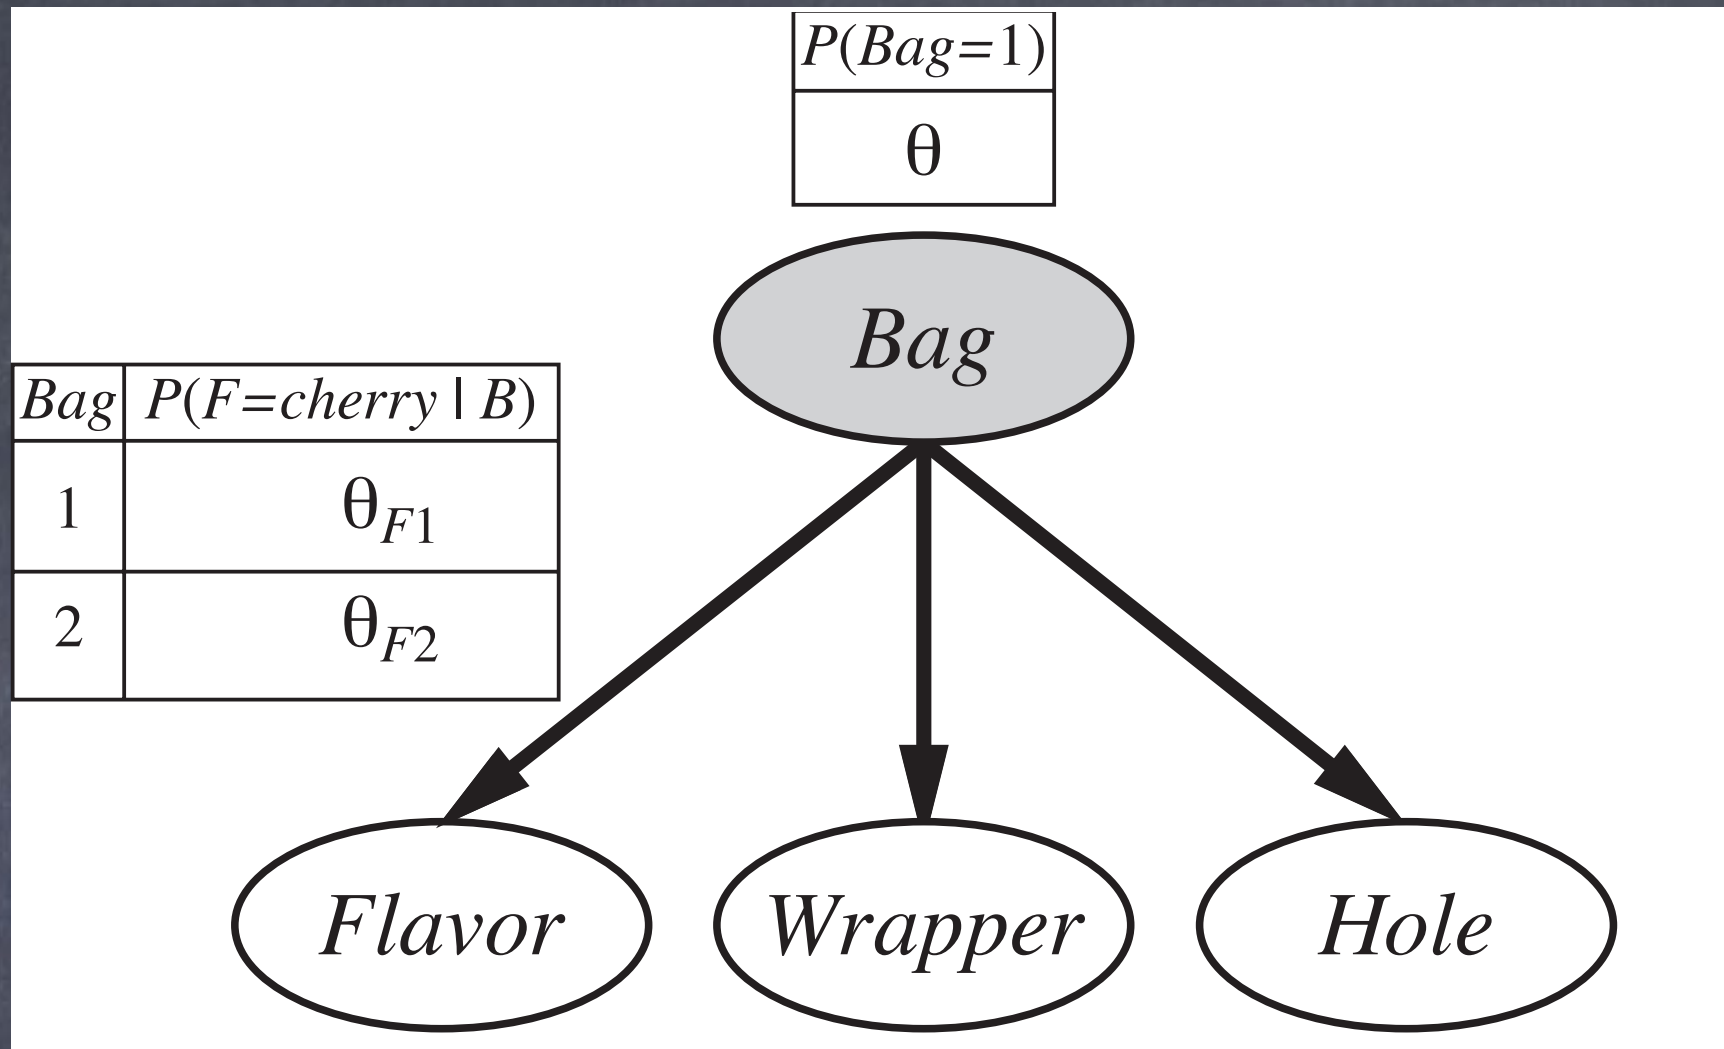 P(Bag=1)
θ
Bag
Bag P(F=cherry | B)
1 θF1
2 θF2
Flavor Wrapper Hole